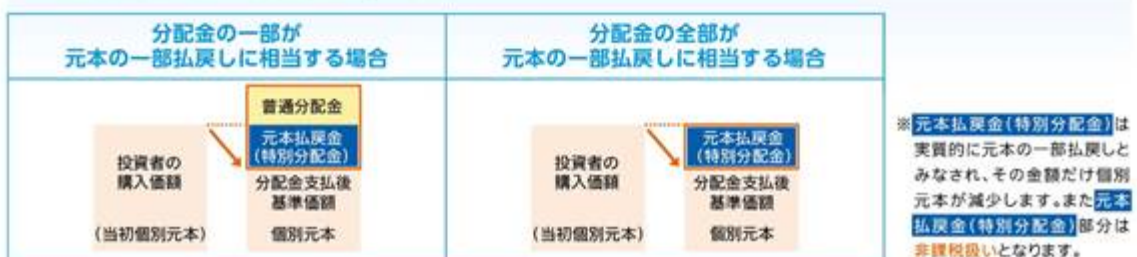 分配金の一部が
元本の一部払戻しに相当する場合
普通分配金
元本払戻金
(特別分配金)
投資者の
購入価額
分配金支払後
基準価額
(当初個別元本)
個別元本
分配金の全部が
元本の一部払戻しに相当する場合
元本払戻金
(特別分配金)
投資者の
購入価額
分配金支払後
基準価額
(当初個別元本)
個別元本
※元本払戻金(特別分配金)は
実質的に元本の一部払戻しと
みなされ、その金額だけ個別
元本が減少します。また元本
払戻金(特別分配金)部分は
非課税扱いとなります。